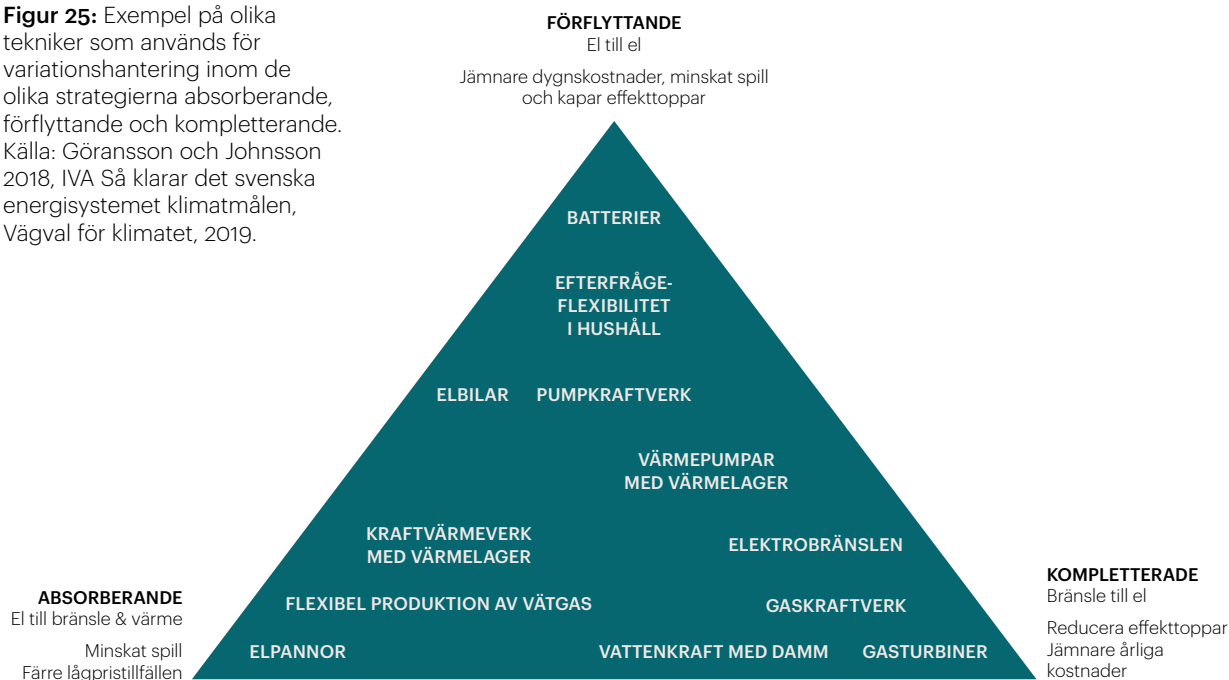 Figur 25: Exempel på olika
tekniker som används för
variationshantering inom de
olika strategierna absorberande,
förflyttande och kompletterande.
Källa: Göransson och Johnsson
2018, IVA Så klarar det svenska
energisystemet klimatmålen,
Vägval för klimatet, 2019.
FÖRFLYTTANDE
El till el
Jämnare dygnskostnader, minskat spill
och kapar effekttoppar
BATTERIER
EFTERFRÅGE-
FLEXIBILITET
I HUSHÅLL
ELBILAR PUMPKRAFTVERK
VÄRMEPUMPAR
MED VÄRMELAGER
KRAFTVÄRMEVERK
MED VÄRMELAGER
ELEKTROBRÄNSLEN
FLEXIBEL PRODUKTION AV VÄTGAS
GASKRAFTVERK
ELPANNOR
VATTENKRAFT MED DAMM
GASTURBINER
ABSORBERANDE
El till bränsle & värme
Minskat spill
Färre lågpristillfällen
KOMPLETTERADE
Bränsle till el
Reducera effekttoppar
Jämnare årliga
kostnader